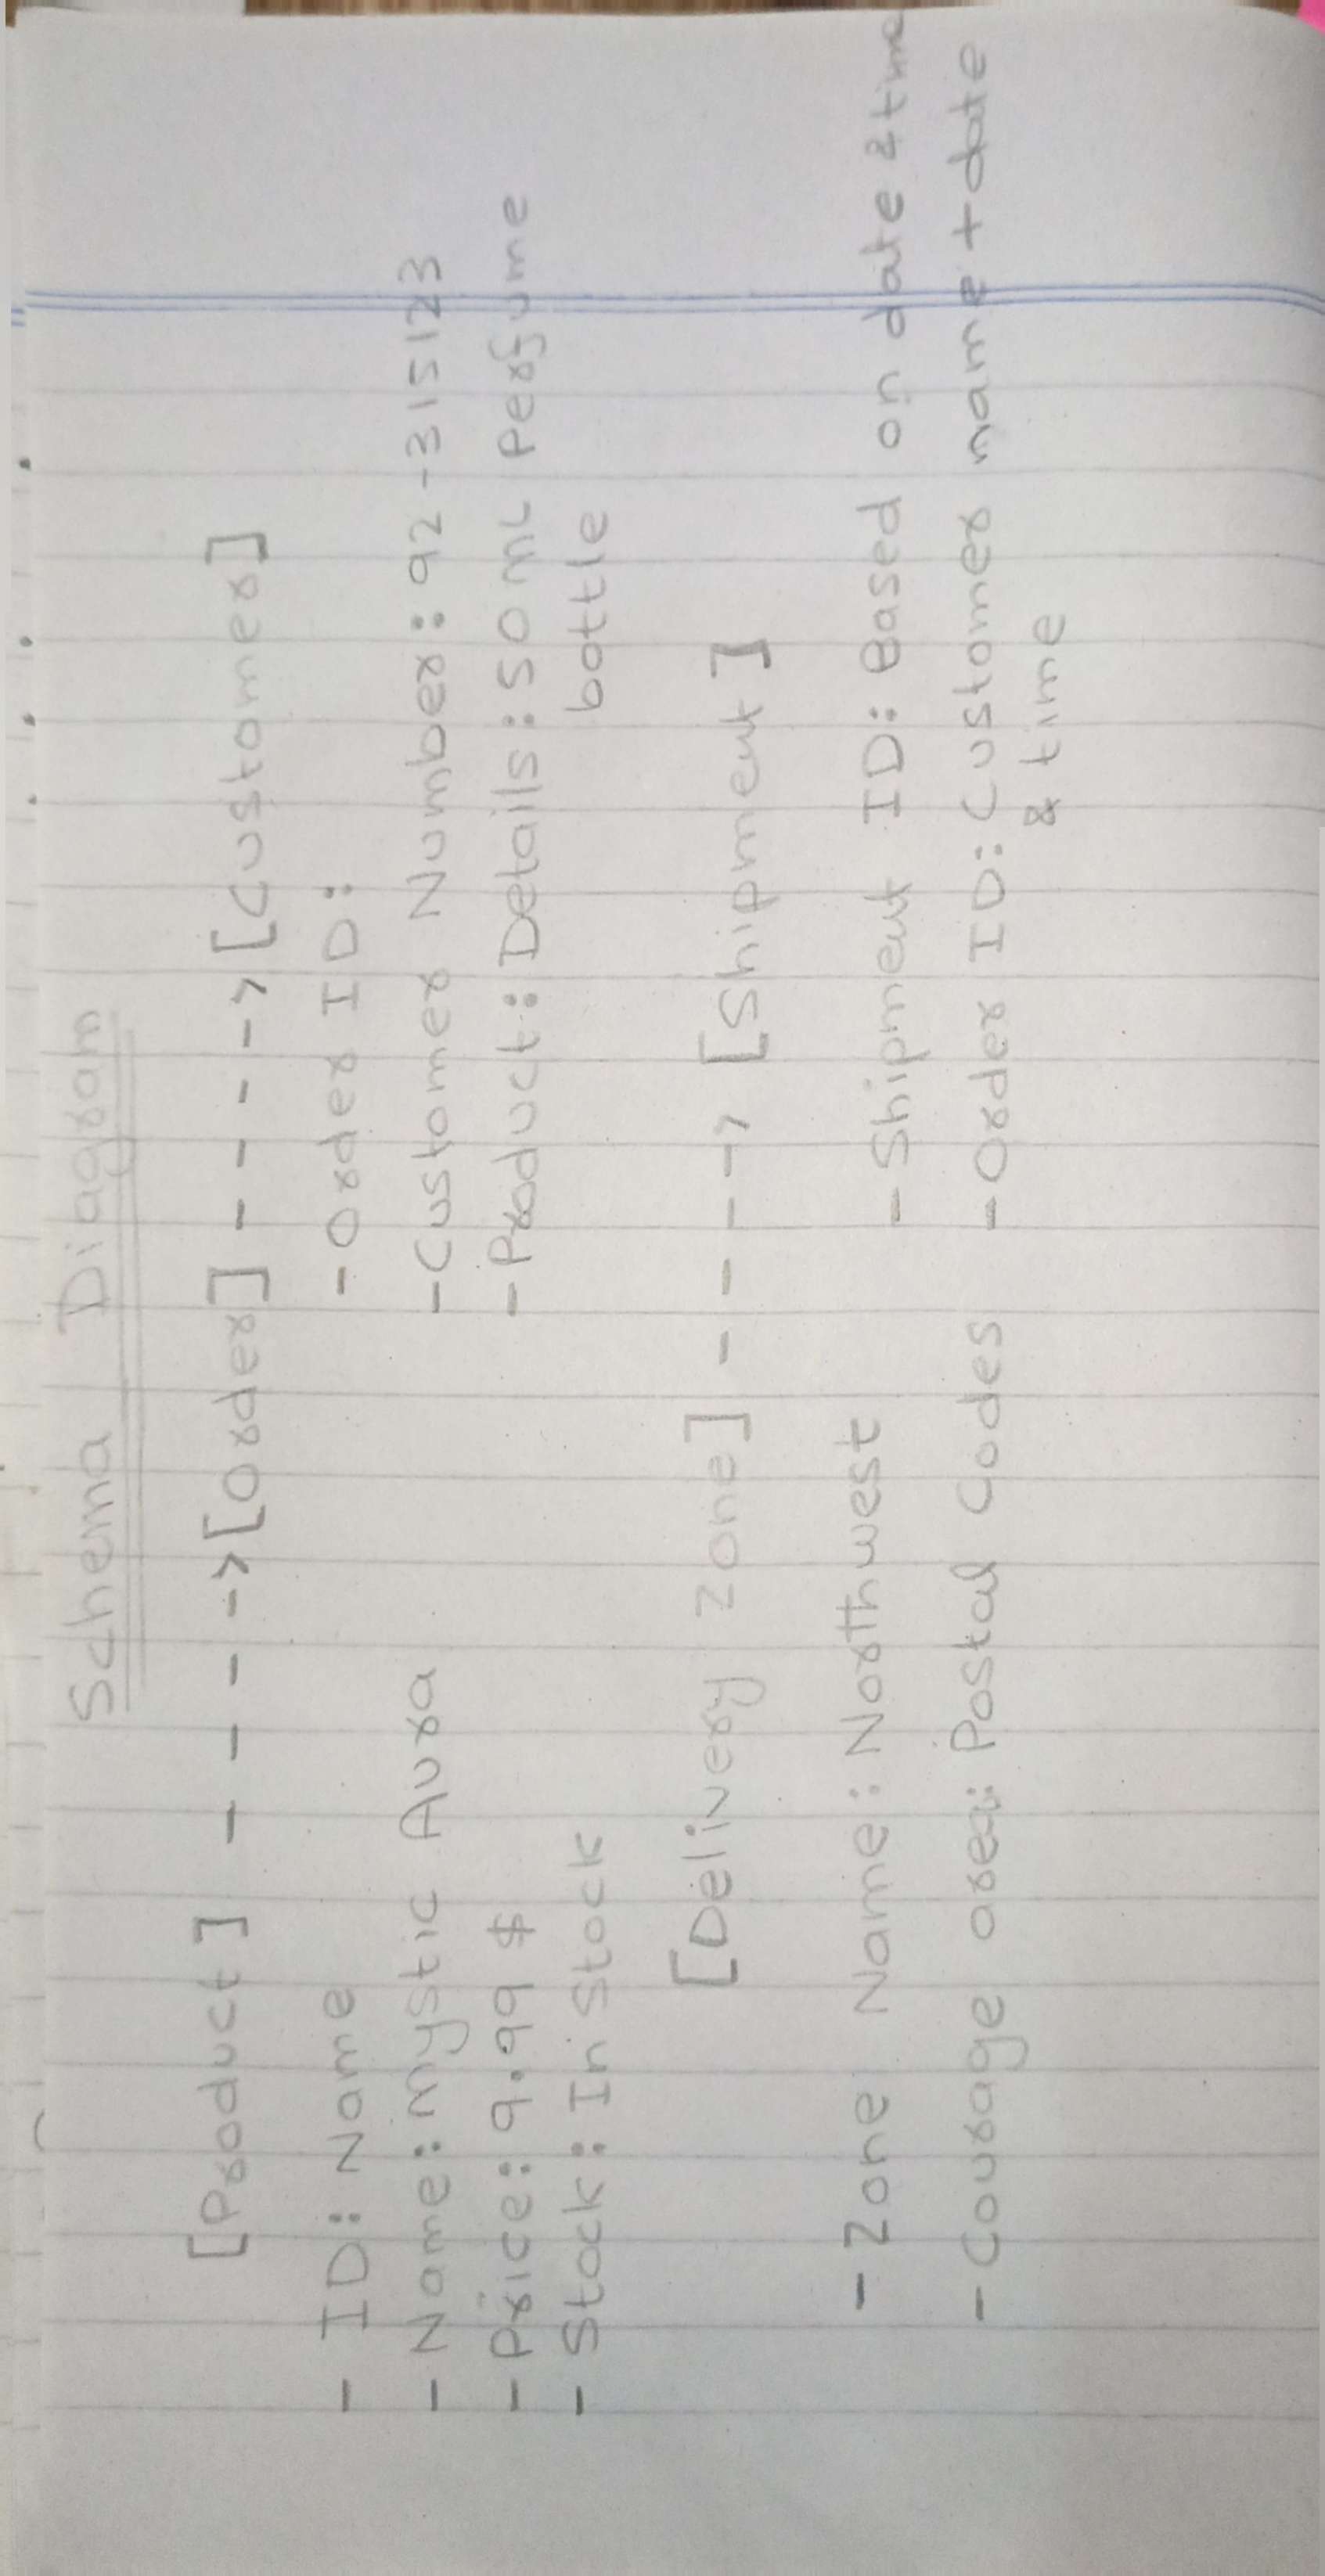 Schema Diagram
[Product] - - - -> [Order] - - - -> [Customer]
- ID: Name
- Order ID:
- Name: Mystic Aura
- Customer Number: 92-315123
- Price: 9.99 $
- Product: Details: 50 mL Perfume
- Stock: In Stock
bottle
[Delivery Zone] - - - -> [Shipment]
- Zone Name: Northwest
- Shipment ID: Based on date & time
- Courage area: Postal Codes
- Order ID: Customer name + date
& time